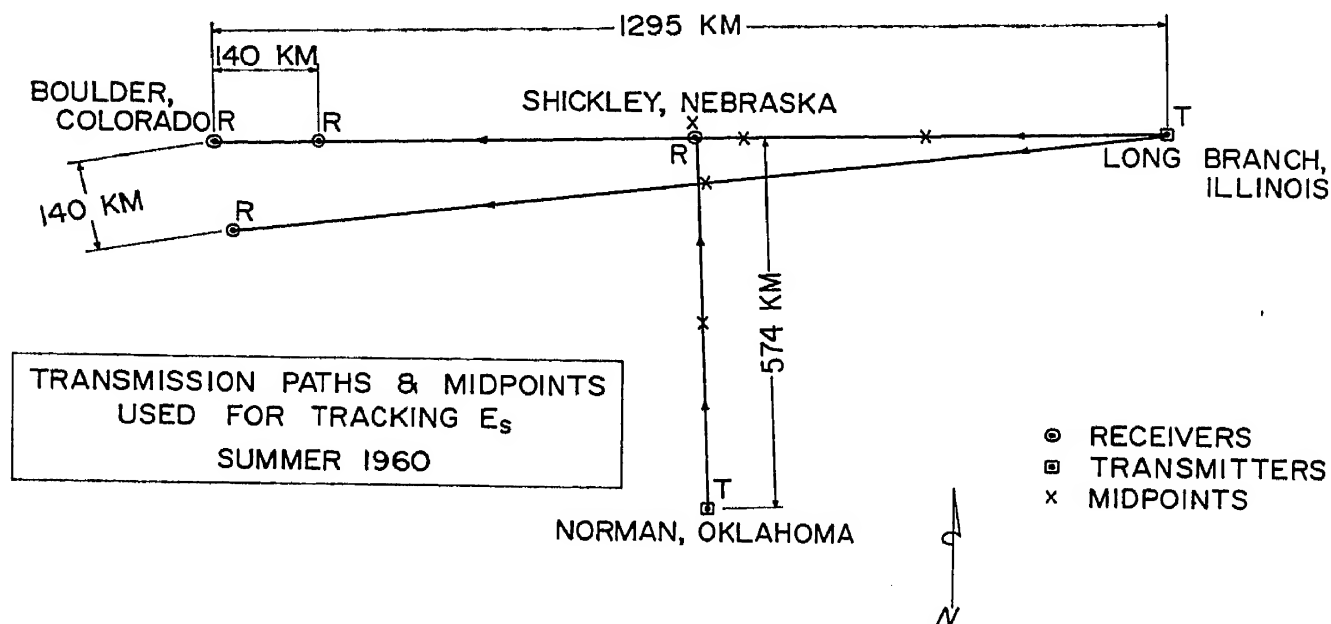 1295 KM
140 KM
BOULDER,
COLORADO
R
R
SHICKLEY, NEBRASKA
X
R
T
LONG BRANCH,
ILLINOIS
140 KM
R
574 KM
TRANSMISSION PATHS & MIDPOINTS
USED FOR TRACKING Es
SUMMER 1960
T
NORMAN, OKLAHOMA
RECEIVERS
TRANSMITTERS
x MIDPOINTS
N